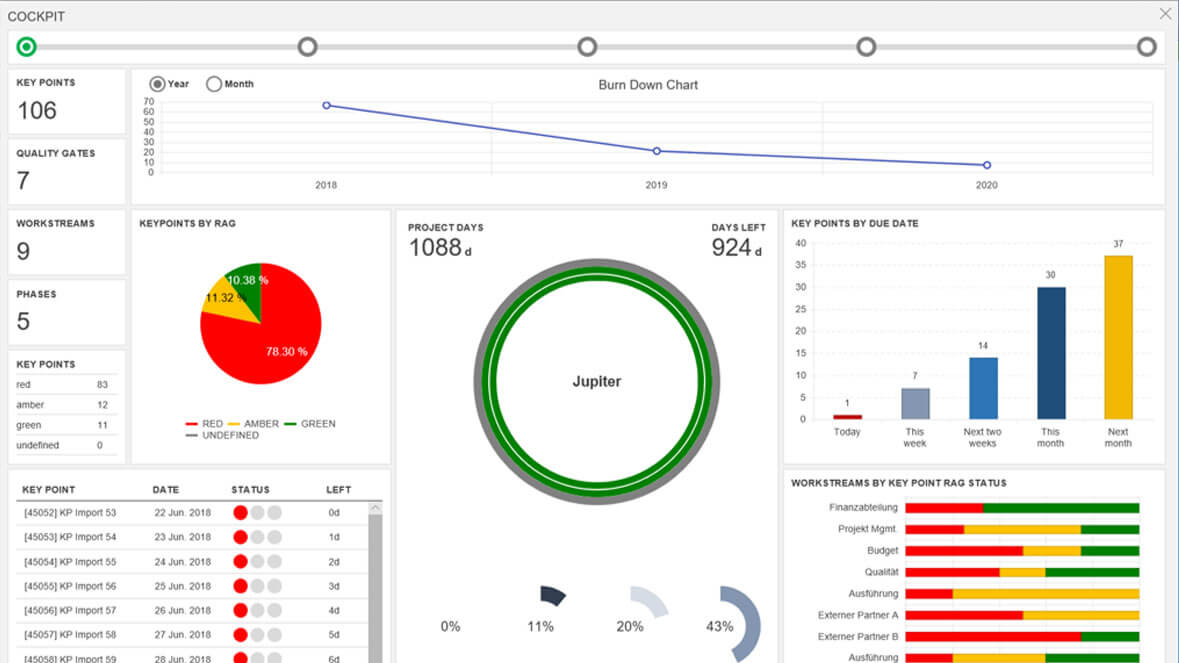 COCKPIT
KEY POINTS
106
QUALITY GATES
7
WORKSTREAMS
9
PHASES
5
KEY POINTS
red 83
amber 12
green 11
undefined 0
Year Month
Burn Down Chart
70
60
50
40
30
20
10
0
2018 2019 2020
KEYPOINTS BY RAG
10.38 %
11.32 %
78.30 %
RED AMBER GREEN
UNDEFINED
PROJECT DAYS
1088 d
DAYS LEFT
924 d
Jupiter
0% 11% 20% 43%
KEY POINTS BY DUE DATE
40
35
30
25
20
15
10
5
0
1
7
14
30
37
Today
This
week
Next two
weeks
This
month
Next
month
KEY POINT DATE STATUS LEFT
[45052] KP Import 53 22 Jun. 2018 0d
[45053] KP Import 54 23 Jun. 2018 1d
[45054] KP Import 55 24 Jun. 2018 2d
[45055] KP Import 56 25 Jun. 2018 3d
[45056] KP Import 57 26 Jun. 2018 4d
[45057] KP Import 58 27 Jun. 2018 5d
[45058] KP Import 59 28 Jun. 2018 6d
WORKSTREAMS BY KEY POINT RAG STATUS
Finanzabteilung
Projekt Mgmt.
Budget
Qualität
Ausführung
Externer Partner A
Externer Partner B
Ausführung